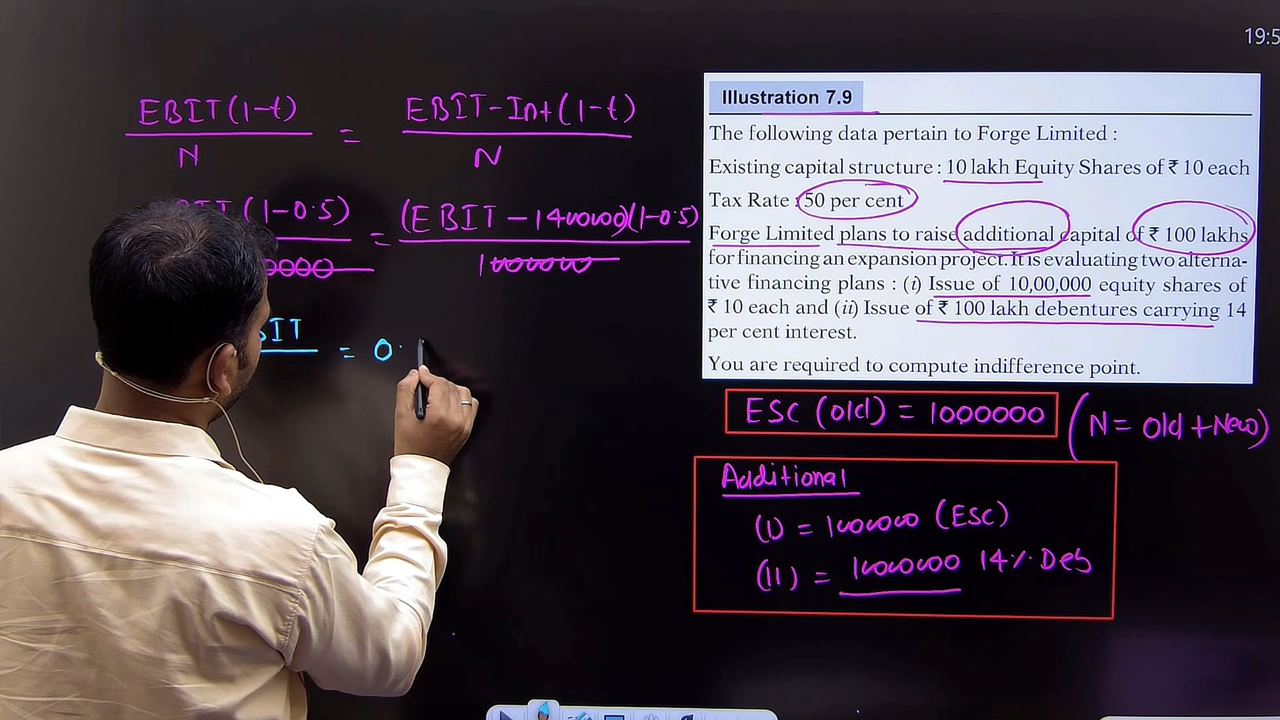 19:5
EBIT(1-t) = EBIT-Int(1-t)
N N
(1-0.5) = (EBIT - 1400000)(1-0.5)
Illustration 7.9
The following data pertain to Forge Limited :
Existing capital structure : 10 lakh Equity Shares of ₹ 10 each
Tax Rate : 50 per cent
Forge Limited plans to raise additional capital of ₹ 100 lakhs
for financing an expansion project. It is evaluating two alterna-
tive financing plans : (i) Issue of 10,00,000 equity shares of
₹ 10 each and (ii) Issue of ₹ 100 lakh debentures carrying 14
per cent interest.
You are required to compute indifference point.
= 0.
ESC (old) = 1000000 (N = Old + New)
Additional
(I) = 1000000 (ESC)
(II) = 10000000 14% Deb